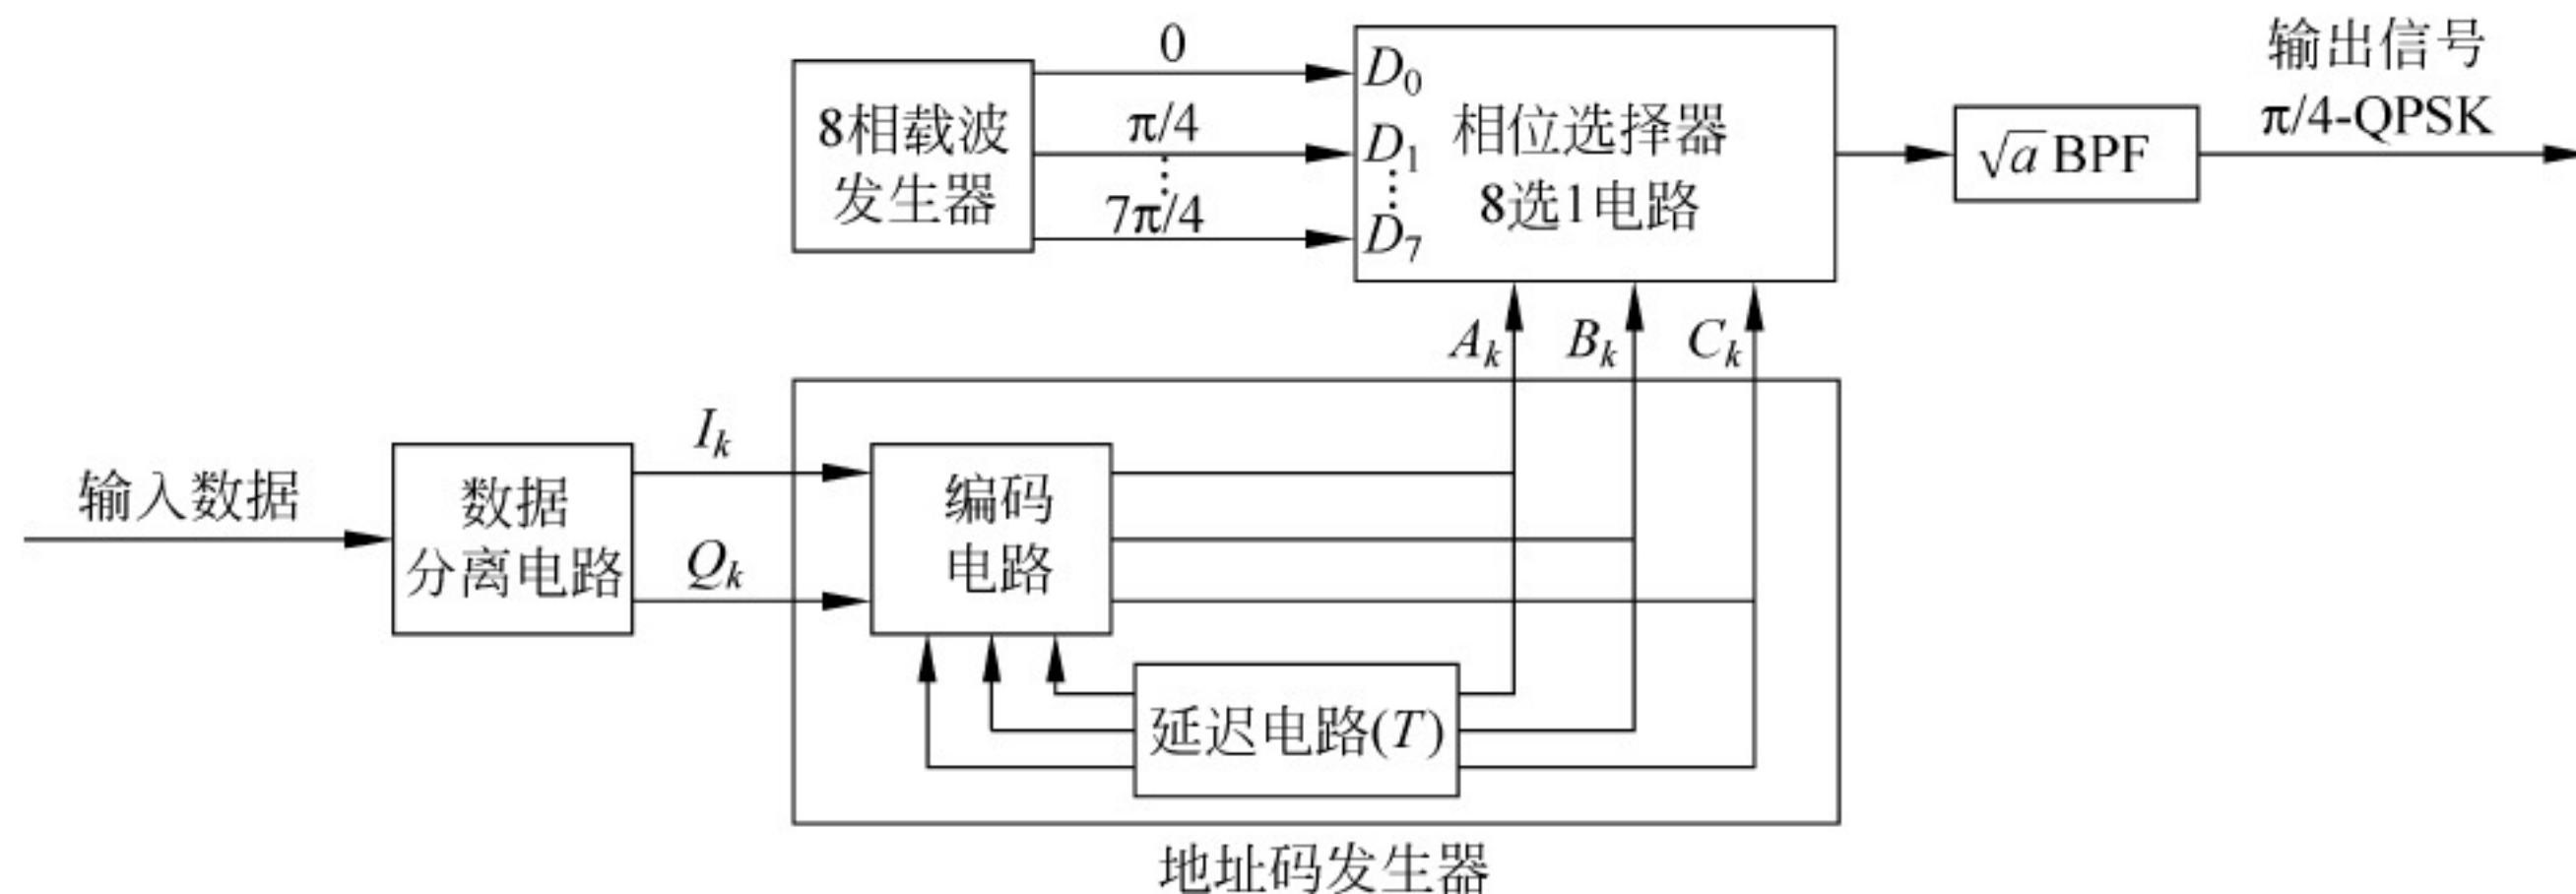 0
输出信号
D₀
π/4
π/4-QPSK
8相载波
发生器
D₁
相位选择器
8选1电路
√a BPF
⋮
⋮
7π/4
D₇
Aₖ
Bₖ
Cₖ
Iₖ
输入数据
数据
分离电路
编码
电路
Qₖ
延迟电路(T)
地址码发生器